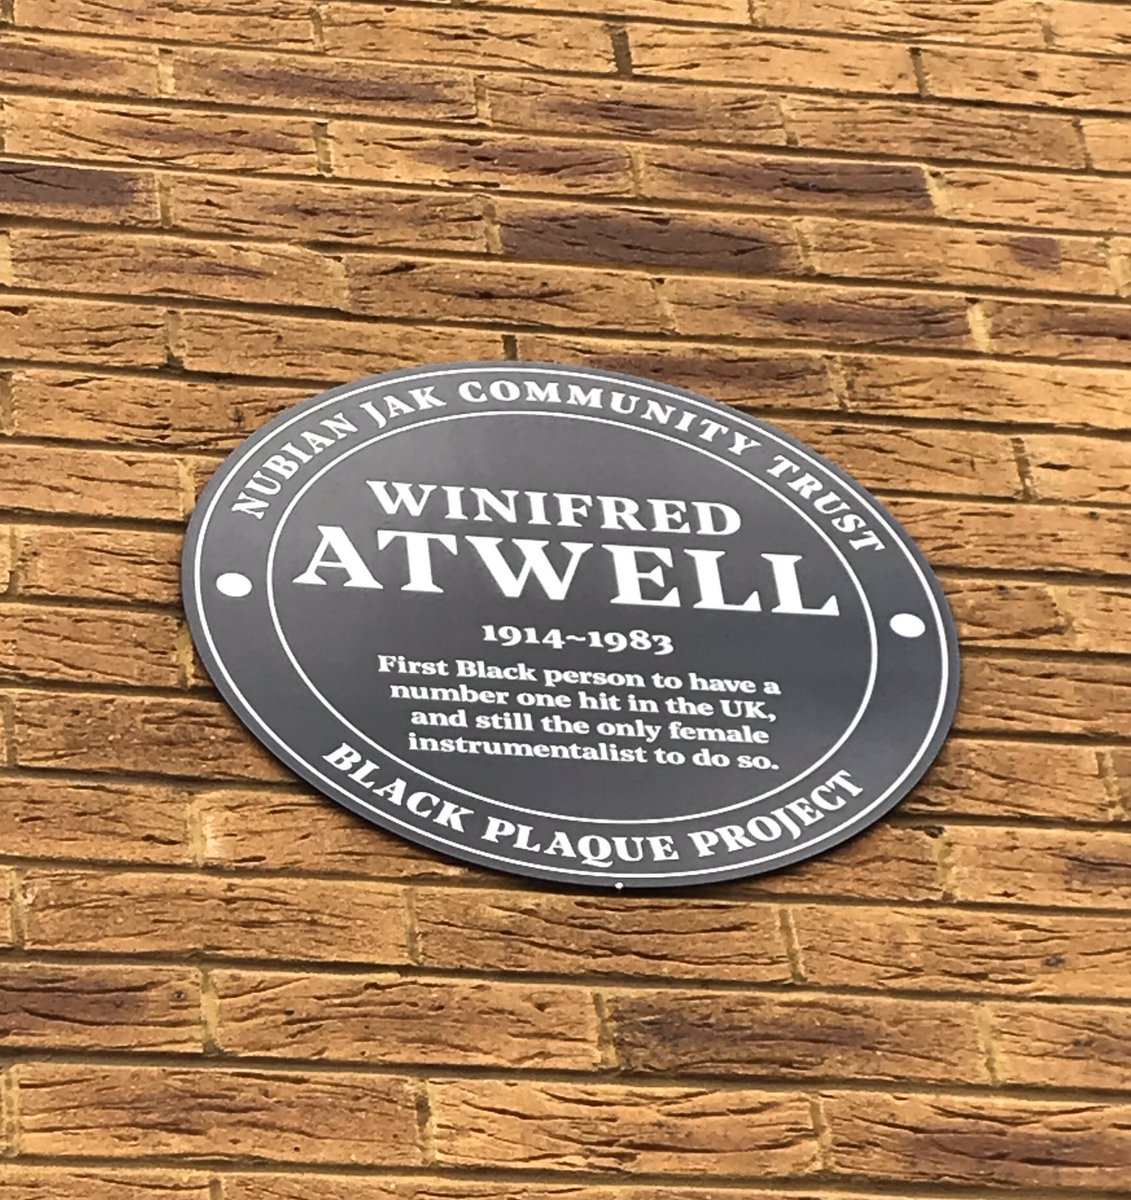 NUBIAN JAK COMMUNITY TRUST
WINIFRED
ATWELL
1914~1983
First Black person to have a
number one hit in the UK,
and still the only female
instrumentalist to do so.
BLACK PLAQUE PROJECT